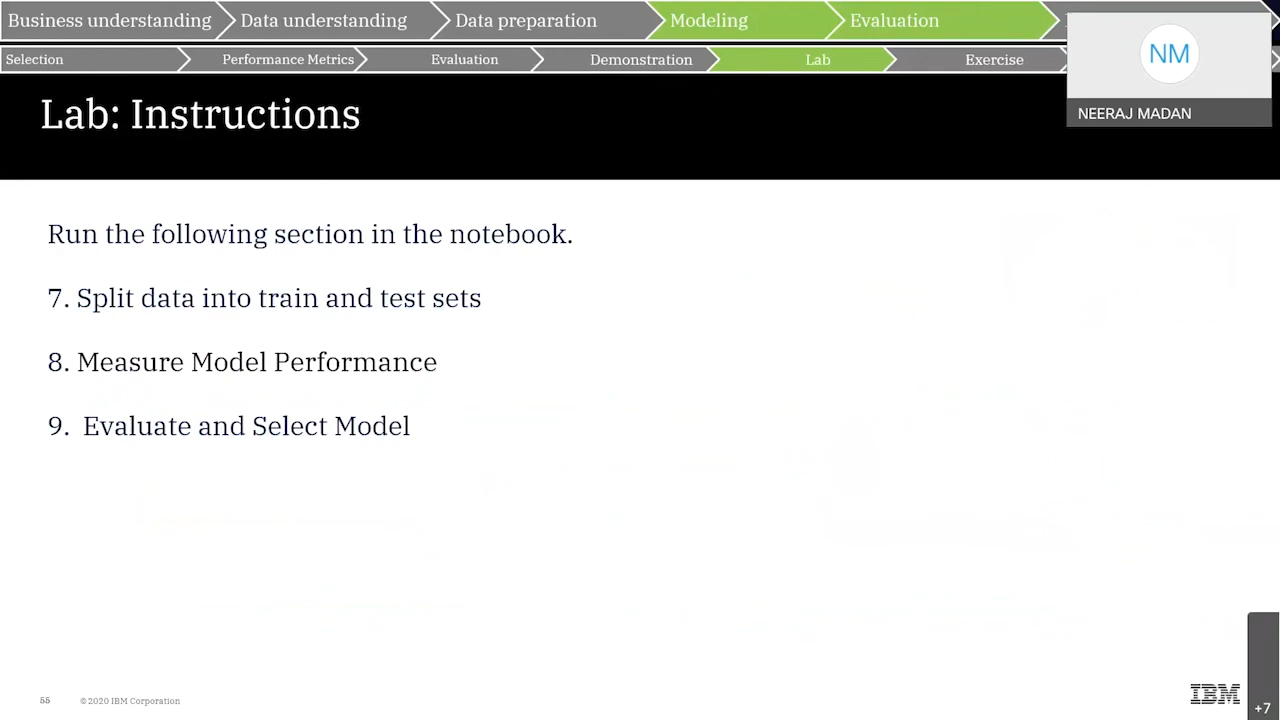 Business understanding
Data understanding
Data preparation
Modeling
Evaluation
Selection
Performance Metrics
Evaluation
Demonstration
Lab
Exercise
NM
NEERAJ MADAN
Lab: Instructions
Run the following section in the notebook.
7. Split data into train and test sets
8. Measure Model Performance
9. Evaluate and Select Model
55
© 2020 IBM Corporation
IBM
+7